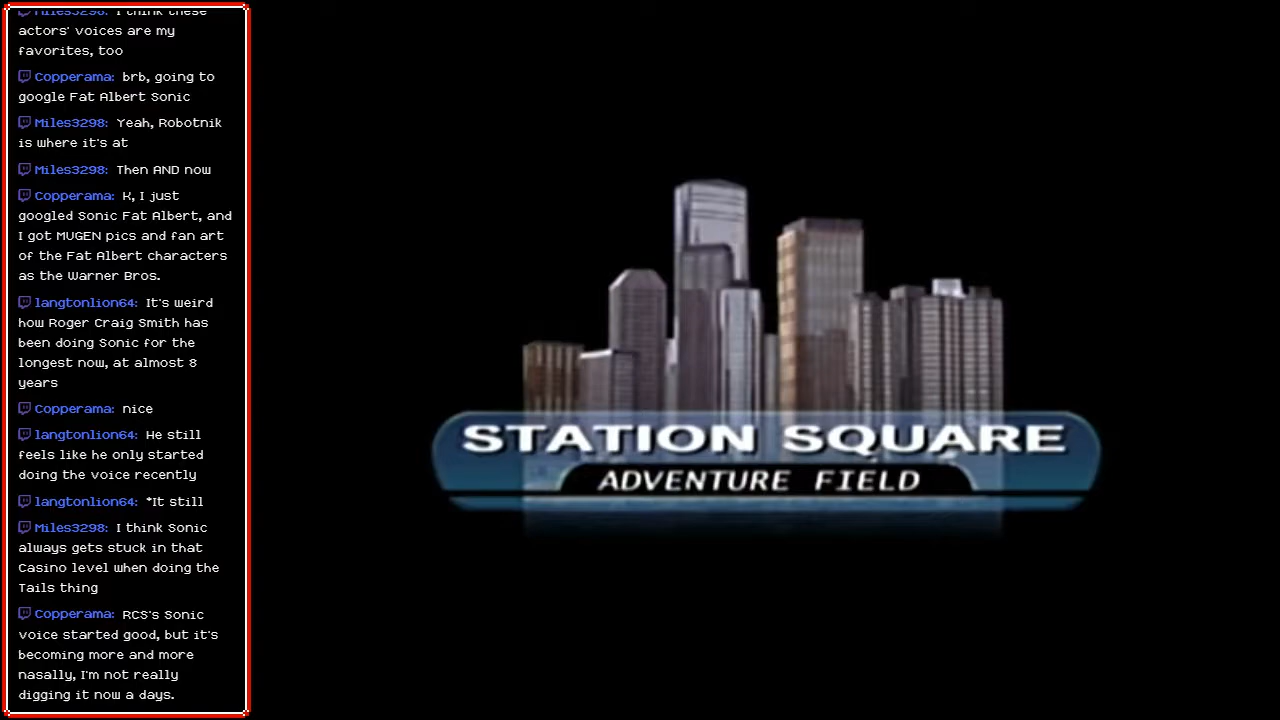 Miles3298: I think these
actors' voices are my
favorites, too
Copperama: brb, going to
google Fat Albert Sonic
Miles3298: Yeah, Robotnik
is where it's at
Miles3298: Then AND now
Copperama: K, I just
googled Sonic Fat Albert, and
I got MUGEN pics and fan art
of the Fat Albert characters
as the Warner Bros.
langtonlion64: It's weird
how Roger Craig Smith has
been doing Sonic for the
longest now, at almost 8
years
Copperama: nice
langtonlion64: He still
feels like he only started
doing the voice recently
langtonlion64: *It still
Miles3298: I think Sonic
always gets stuck in that
Casino level when doing the
Tails thing
Copperama: RCS's Sonic
voice started good, but it's
becoming more and more
nasally, I'm not really
digging it now a days.
STATION SQUARE
ADVENTURE FIELD